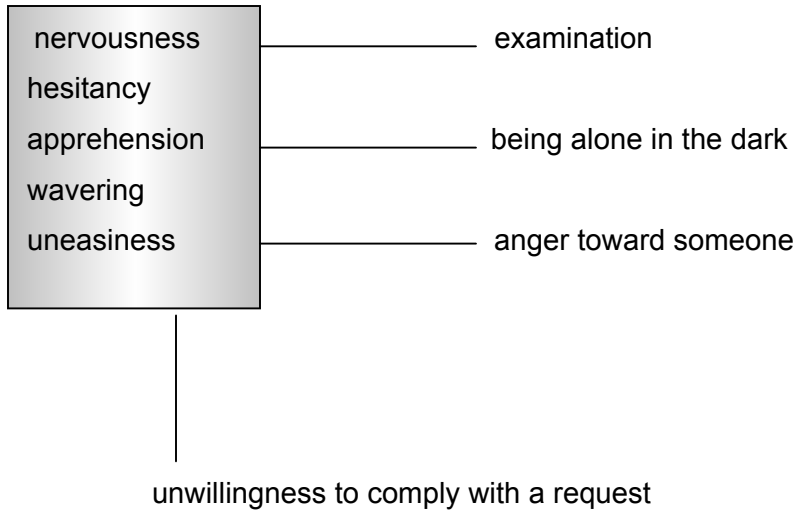 nervousness examination
hesitancy
apprehension being alone in the dark
wavering
uneasiness anger toward someone
unwillingness to comply with a request